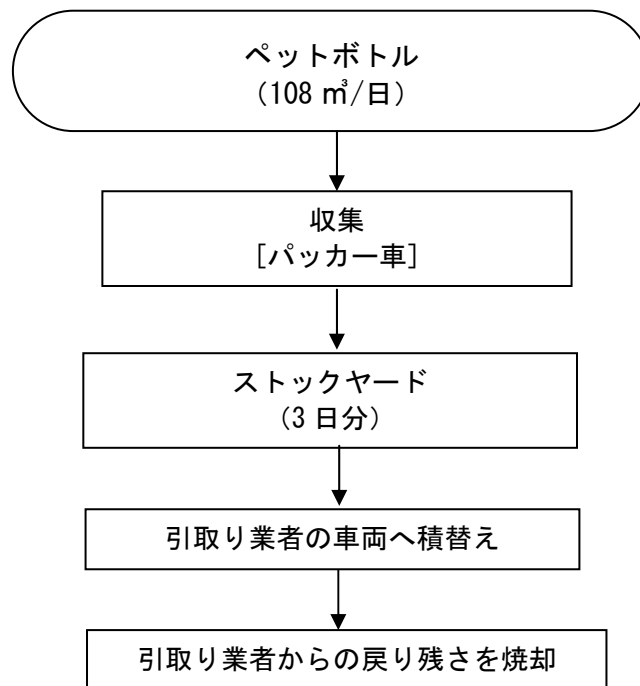 ペットボトル
（108 ㎥/日）
収集
［パッカー車］
ストックヤード
（3 日分）
引取り業者の車両へ積替え
引取り業者からの戻り残さを焼却